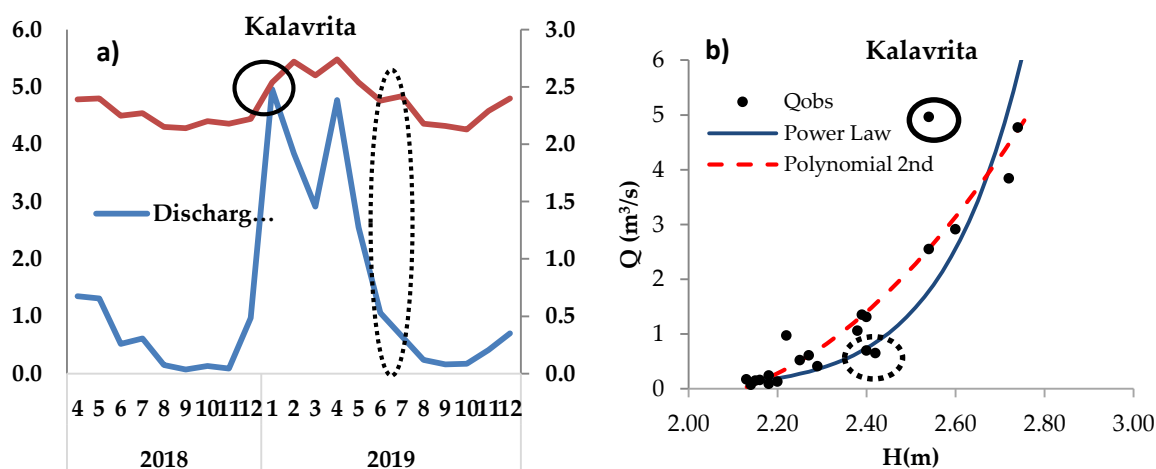 Kalavrita
a)
6.0
5.0
4.0
3.0
2.0
1.0
0.0
3.0
2.5
2.0
1.5
1.0
0.5
0.0
Discharg...
4 5 6 7 8 9 10 11 12 1 2 3 4 5 6 7 8 9 10 11 12
2018 2019
b)
Kalavrita
Qobs
Power Law
Polynomial 2nd
Q (m³/s)
6
5
4
3
2
1
0
2.00 2.20 2.40 2.60 2.80 3.00
H(m)